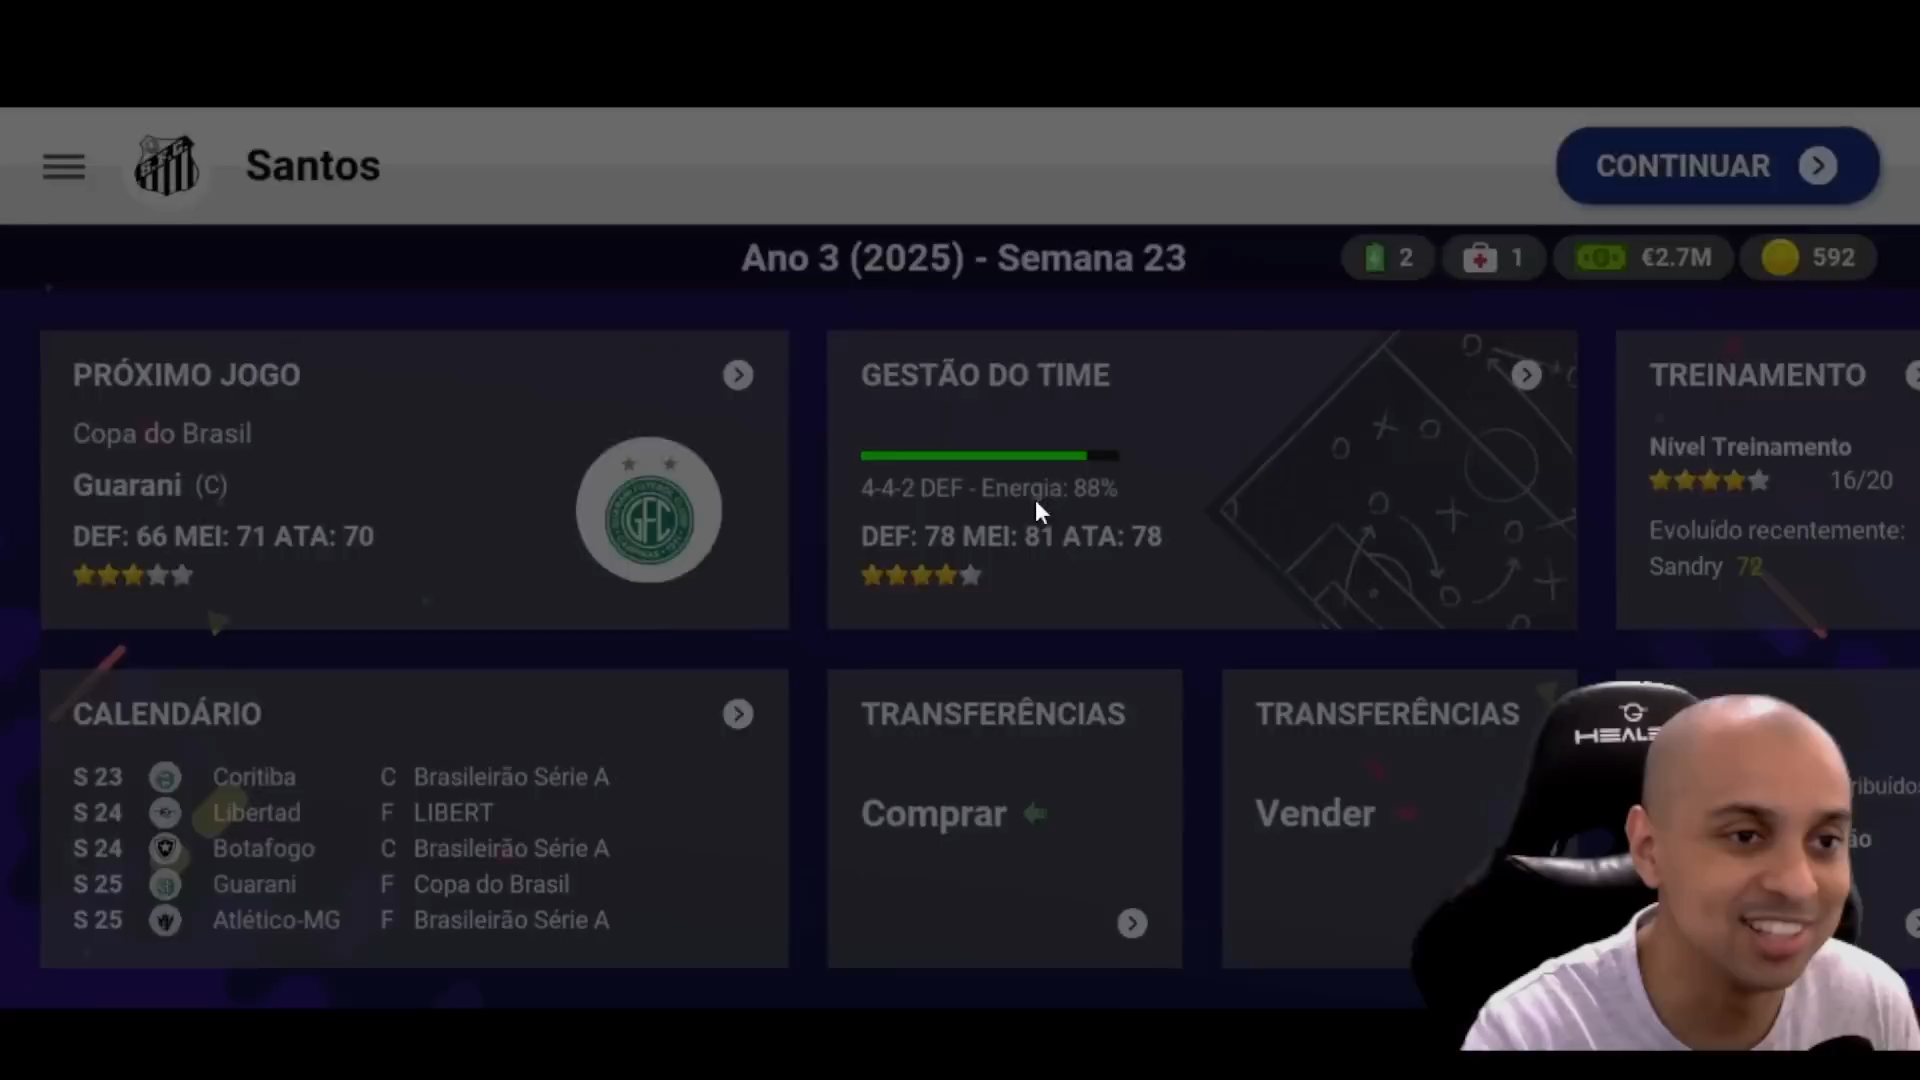 Santos
CONTINUAR
Ano 3 (2025) - Semana 23
2
1
€2.7M
592
PRÓXIMO JOGO
Copa do Brasil
Guarani (C)
DEF: 66 MEI: 71 ATA: 70
GFC
GESTÃO DO TIME
4-4-2 DEF - Energia: 88%
DEF: 78 MEI: 81 ATA: 78
TREINAMENTO
Nível Treinamento
16/20
Evoluído recentemente:
Sandry 72
CALENDÁRIO
S 23 Coritiba C Brasileirão Série A
S 24 Libertad F LIBERT
S 24 Botafogo C Brasileirão Série A
S 25 Guarani F Copa do Brasil
S 25 Atlético-MG F Brasileirão Série A
TRANSFERÊNCIAS
Comprar
TRANSFERÊNCIAS
Vender